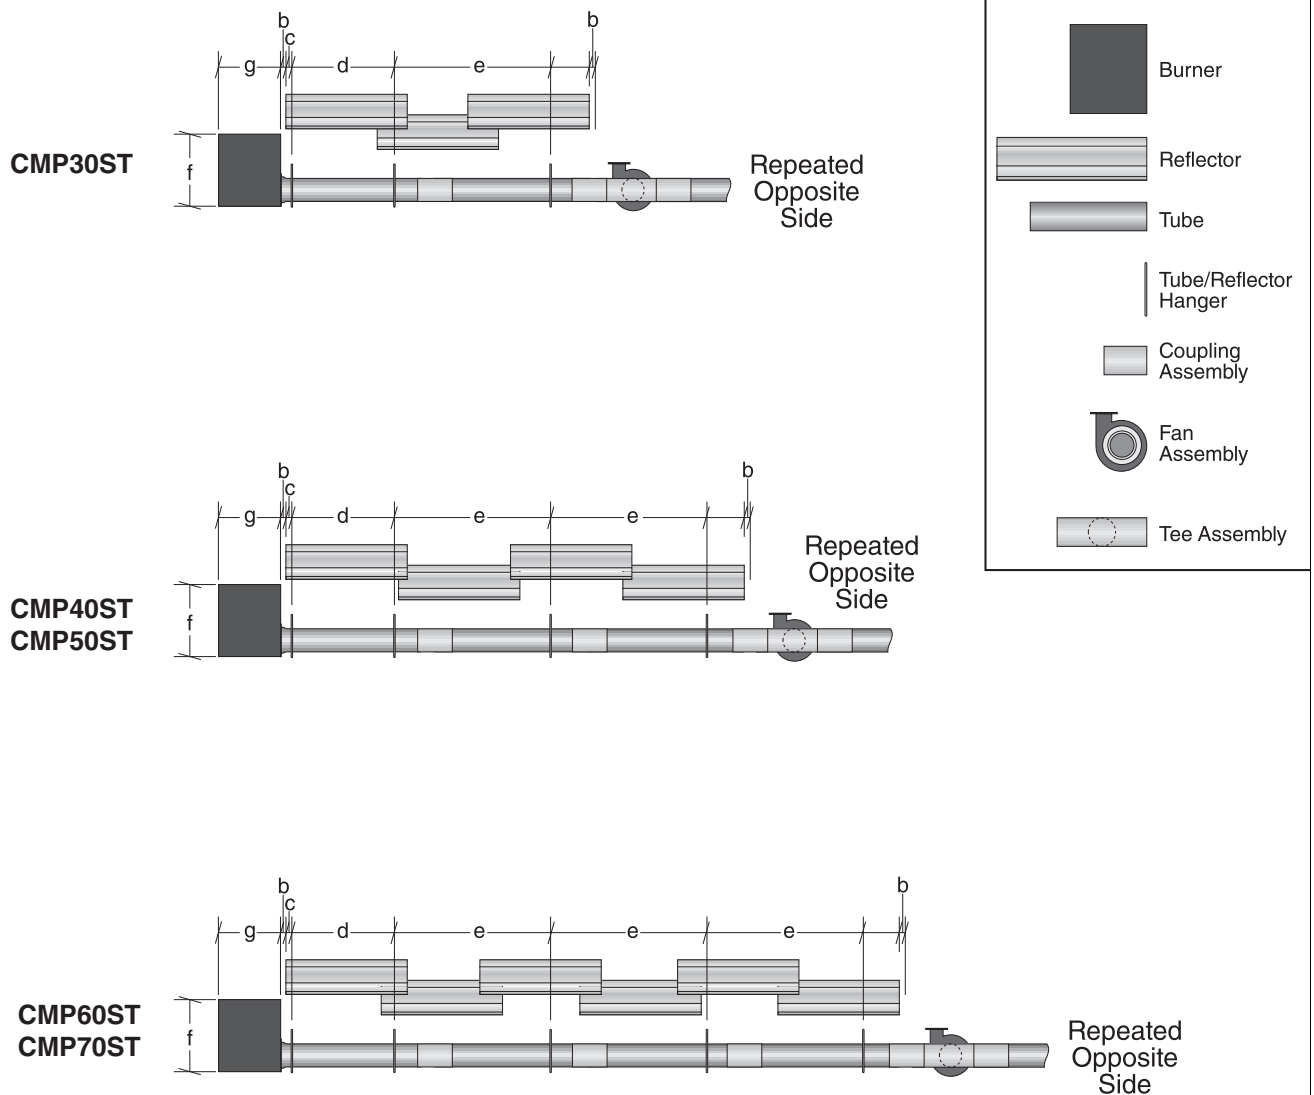 b
b
c
g
d
e
CMP30ST
f
Repeated
Opposite
Side
Burner
Reflector
Tube
Tube/Reflector
Hanger
Coupling
Assembly
Fan
Assembly
Tee Assembly
b
b
c
g
d
e
e
CMP40ST
CMP50ST
f
Repeated
Opposite
Side
b
b
c
g
d
e
e
e
CMP60ST
CMP70ST
f
Repeated
Opposite
Side